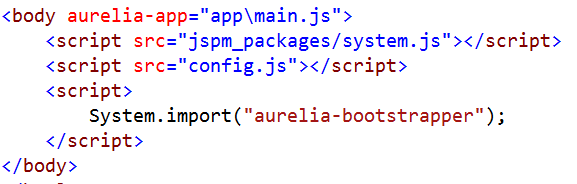 <body aurelia-app="app\main.js">
    <script src="jspm_packages/system.js"></script>
    <script src="config.js"></script>
    <script>
        System.import("aurelia-bootstrapper");
    </script>
</body>